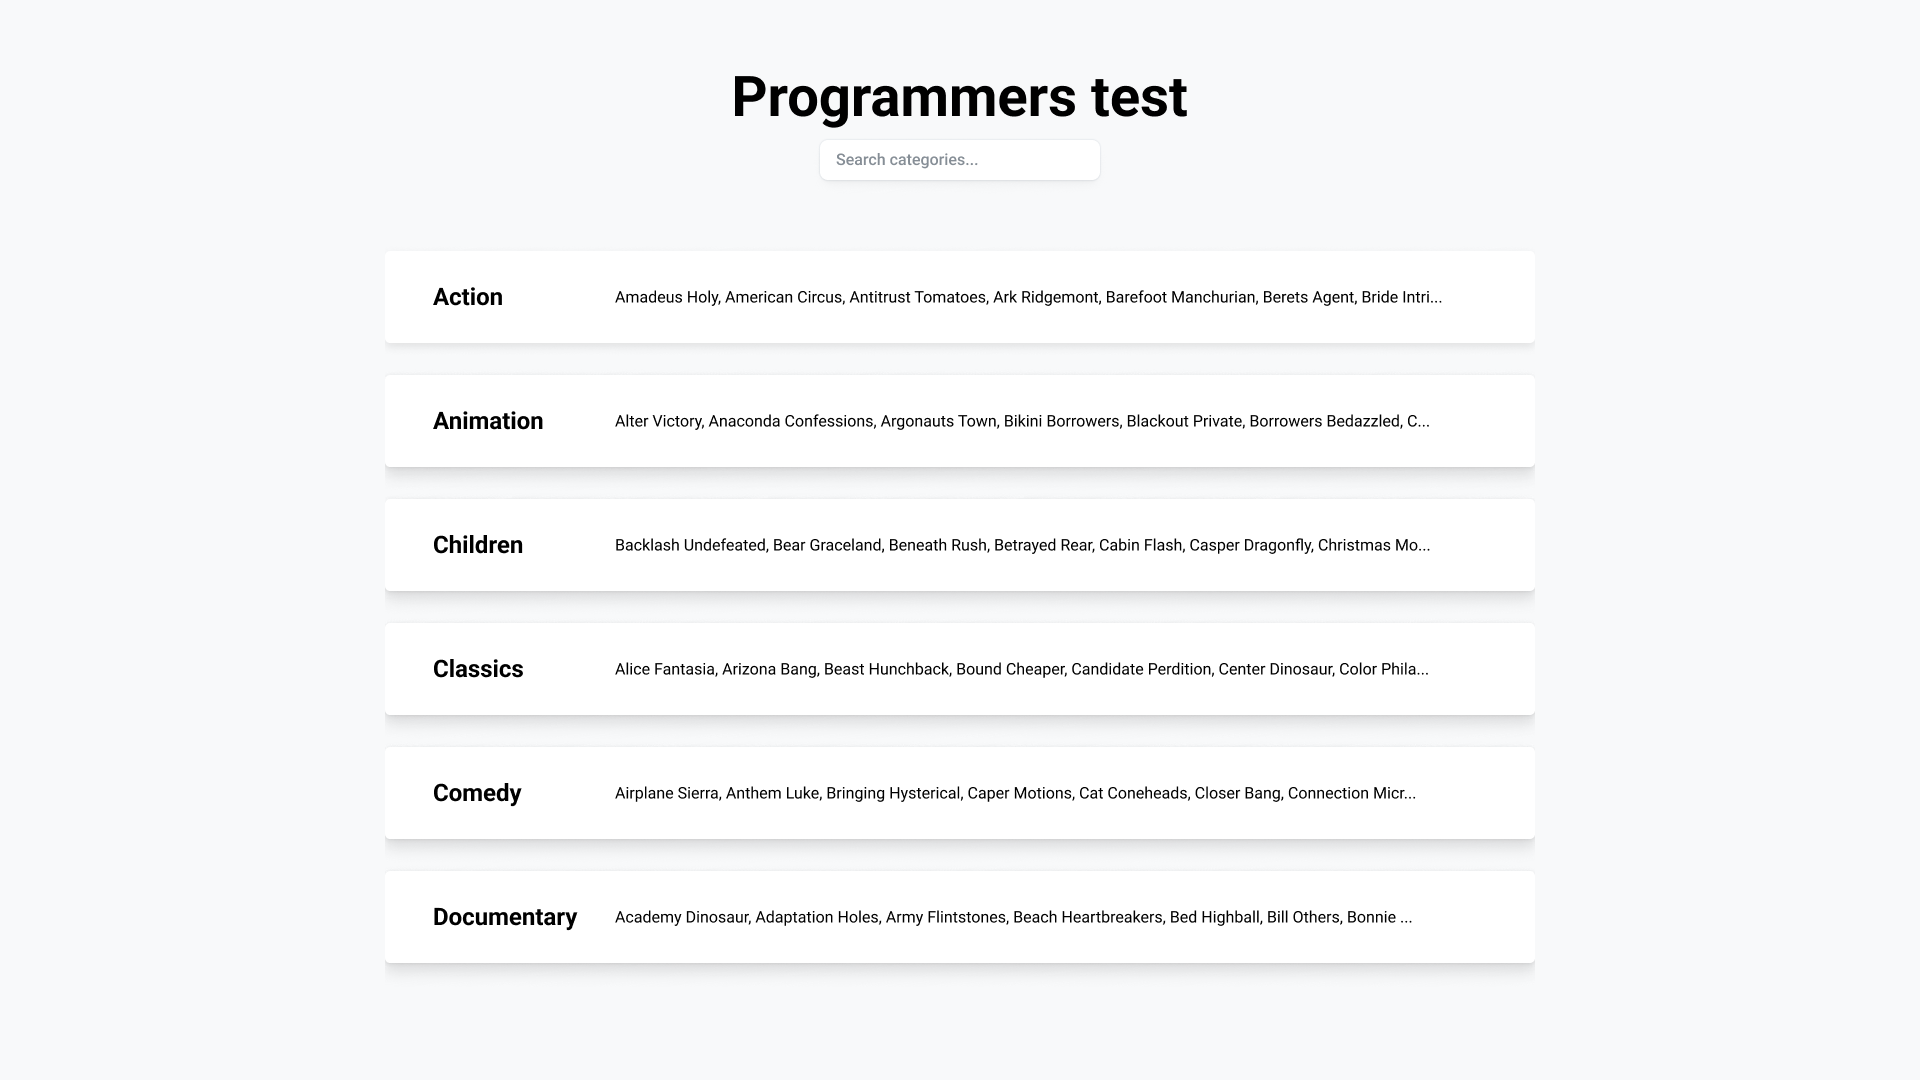 Programmers test
Search categories...
Action
Amadeus Holy, American Circus, Antitrust Tomatoes, Ark Ridgemont, Barefoot Manchurian, Berets Agent, Bride Intri...
Animation
Alter Victory, Anaconda Confessions, Argonauts Town, Bikini Borrowers, Blackout Private, Borrowers Bedazzled, C...
Children
Backlash Undefeated, Bear Graceland, Beneath Rush, Betrayed Rear, Cabin Flash, Casper Dragonfly, Christmas Mo...
Classics
Alice Fantasia, Arizona Bang, Beast Hunchback, Bound Cheaper, Candidate Perdition, Center Dinosaur, Color Phila...
Comedy
Airplane Sierra, Anthem Luke, Bringing Hysterical, Caper Motions, Cat Coneheads, Closer Bang, Connection Micr...
Documentary
Academy Dinosaur, Adaptation Holes, Army Flintstones, Beach Heartbreakers, Bed Highball, Bill Others, Bonnie ...